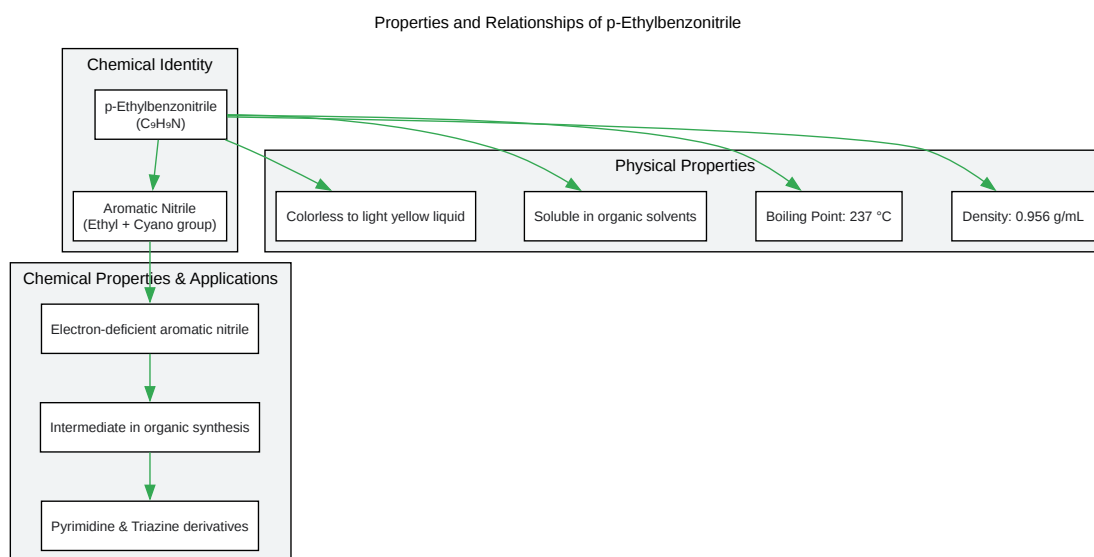 Properties and Relationships of p-Ethylbenzonitrile
Chemical Identity
p-Ethylbenzonitrile
(C₉H₉N)
Aromatic Nitrile
(Ethyl + Cyano group)
Physical Properties
Colorless to light yellow liquid
Soluble in organic solvents
Boiling Point: 237 °C
Density: 0.956 g/mL
Chemical Properties & Applications
Electron-deficient aromatic nitrile
Intermediate in organic synthesis
Pyrimidine & Triazine derivatives